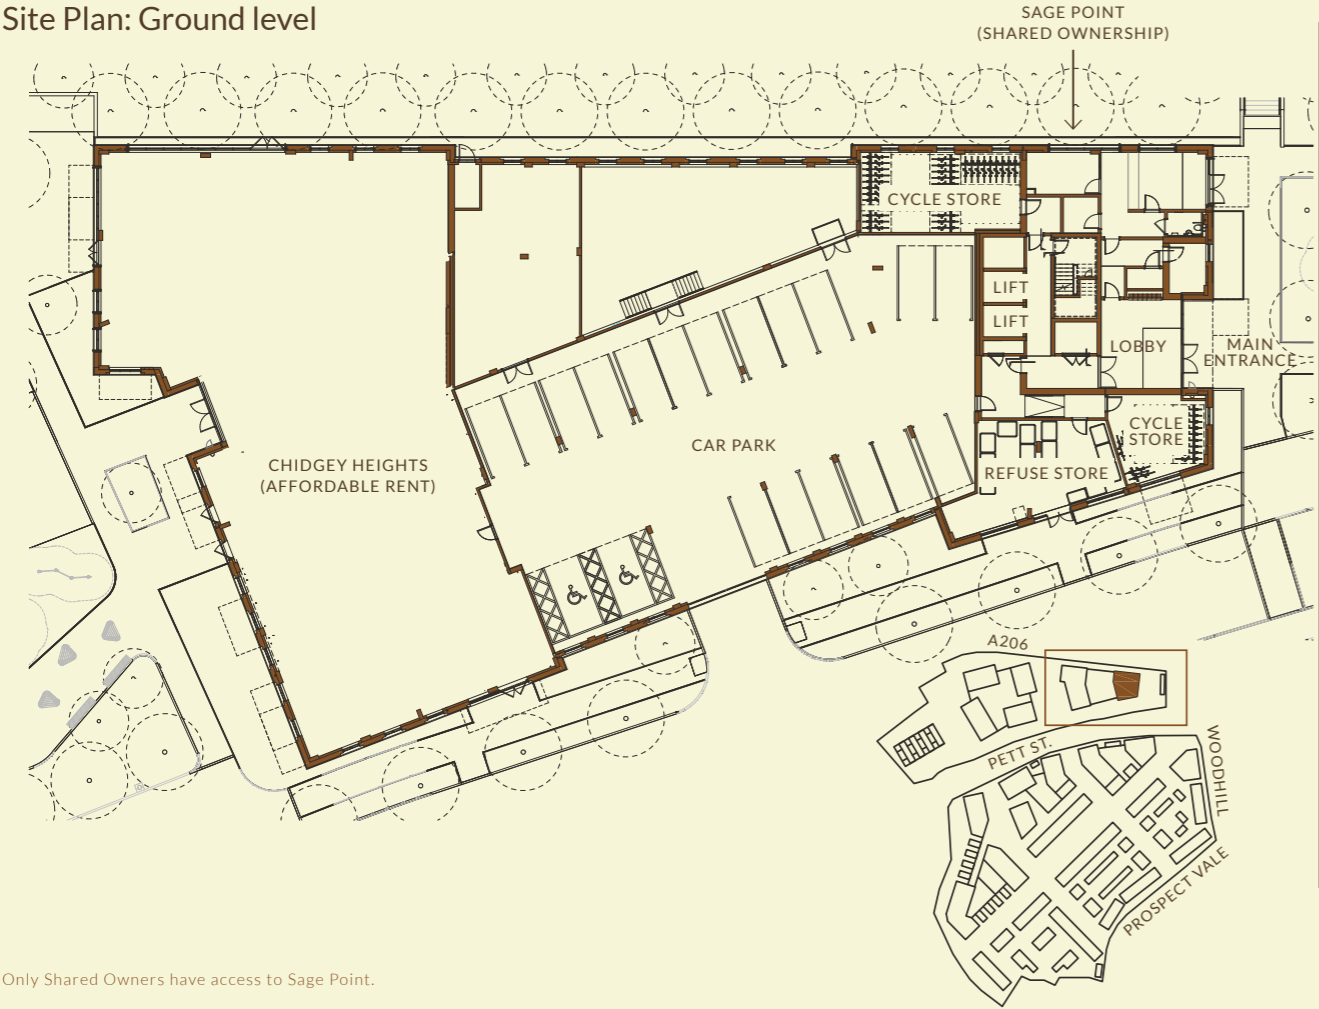 Site Plan: Ground level
SAGE POINT
(SHARED OWNERSHIP)
CYCLE STORE
LIFT
LIFT
LOBBY
MAIN
ENTRANCE
CYCLE
STORE
CAR PARK
REFUSE STORE
CHIDGEY HEIGHTS
(AFFORDABLE RENT)
A206
PETT ST.
WOODHILL
PROSPECT VALE
Only Shared Owners have access to Sage Point.